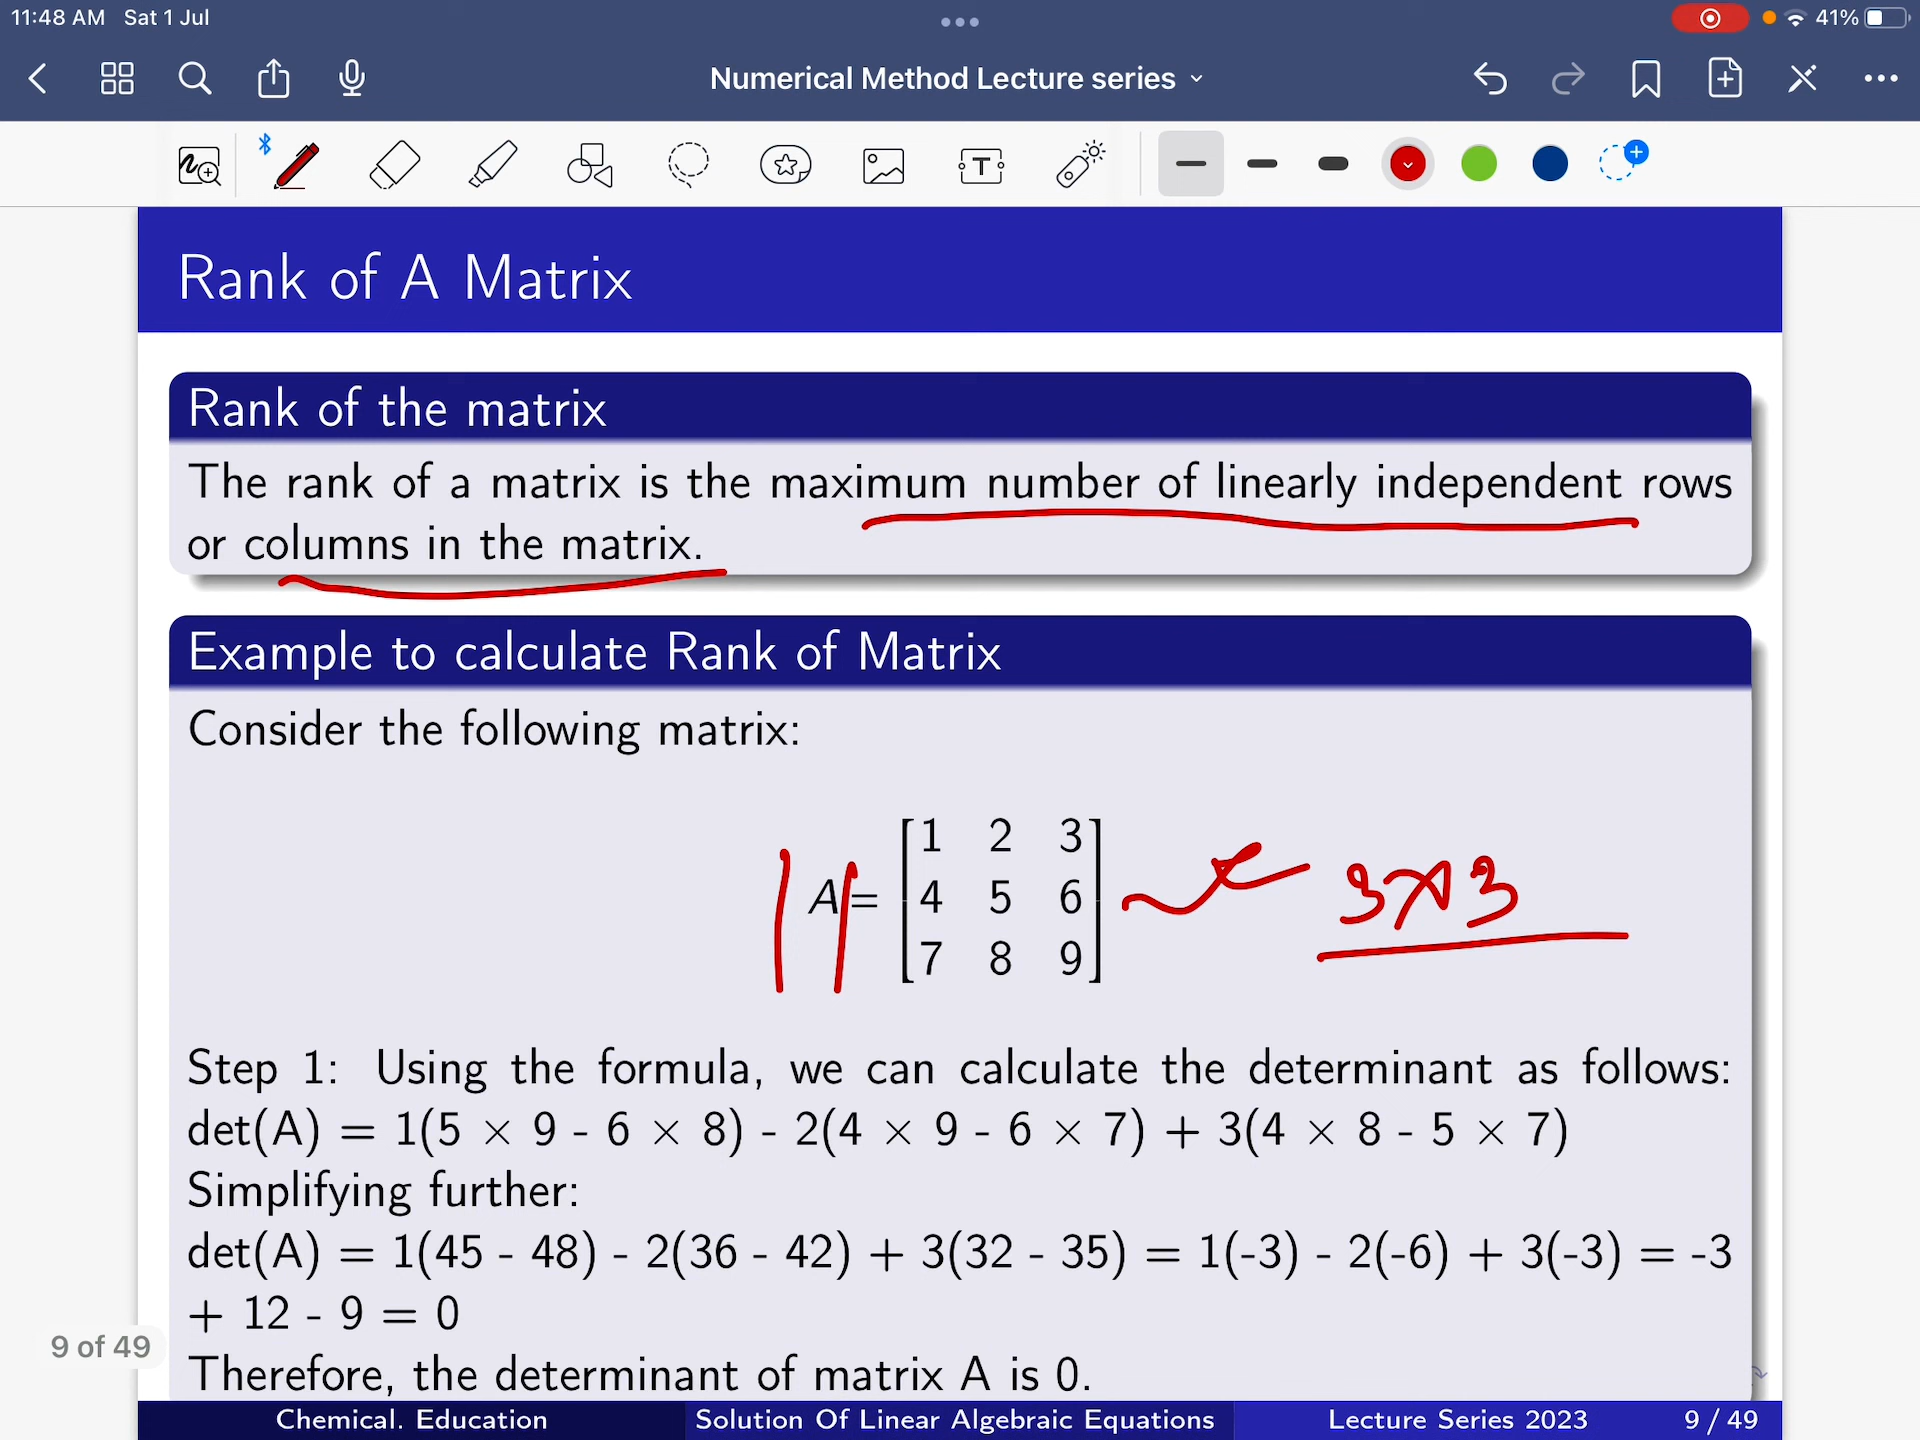 11:48 AM Sat 1 Jul
41%
Numerical Method Lecture series
T
Rank of A Matrix
Rank of the matrix
The rank of a matrix is the maximum number of linearly independent rows
or columns in the matrix.
Example to calculate Rank of Matrix
Consider the following matrix:
1 2 3
A = 4 5 6
7 8 9
3×3
Step 1: Using the formula, we can calculate the determinant as follows:
det(A) = 1(5 × 9 - 6 × 8) - 2(4 × 9 - 6 × 7) + 3(4 × 8 - 5 × 7)
Simplifying further:
det(A) = 1(45 - 48) - 2(36 - 42) + 3(32 - 35) = 1(-3) - 2(-6) + 3(-3) = -3
+ 12 - 9 = 0
9 of 49
Therefore, the determinant of matrix A is 0.
Chemical. Education Solution Of Linear Algebraic Equations Lecture Series 2023 9 / 49